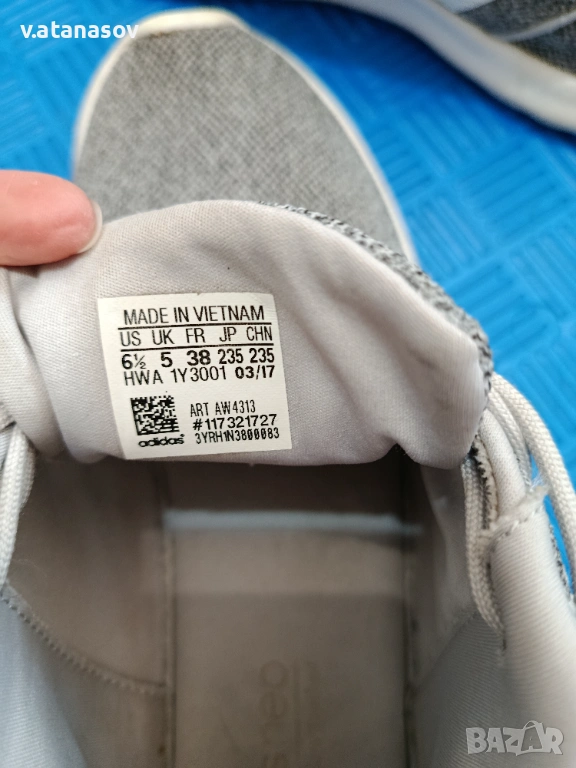 v.atanasov
MADE IN VIETNAM
US UK FR JP CHN
6½ 5 38 235 235
HWA 1Y3001 03/17
ART AW4313
#117321727
adidas 3YRH1N3800083
BAZAR